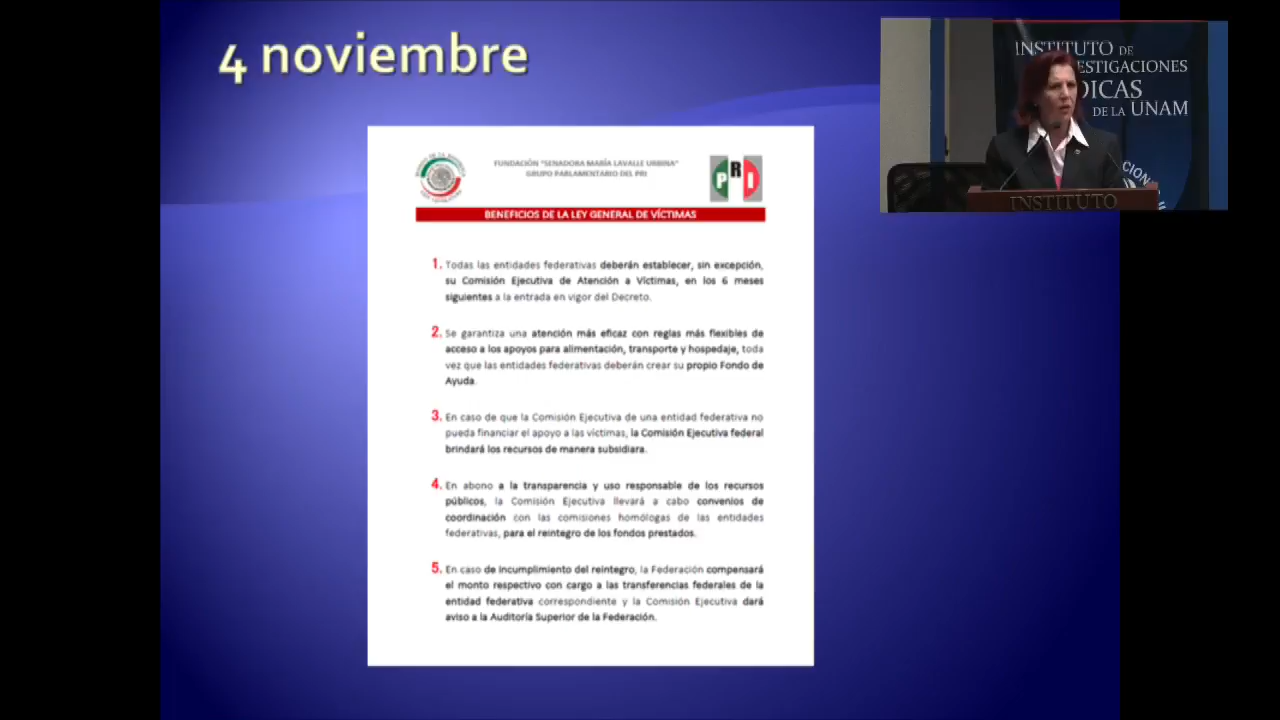 4 noviembre
INSTITUTO DE
ESTIGACIONES
DICAS
DE LA UNAM
CION
INSTITUTO
FUNDACIÓN "SENADORA MARÍA LAVALLE URBINA"
GRUPO PARLAMENTARIO DEL PRI
PRI
BENEFICIOS DE LA LEY GENERAL DE VÍCTIMAS
1. Todas las entidades federativas deberán establecer, sin excepción,
su Comisión Ejecutiva de Atención a Víctimas, en los 6 meses
siguientes a la entrada en vigor del Decreto.
2. Se garantiza una atención más eficaz con reglas más flexibles de
acceso a los apoyos para alimentación, transporte y hospedaje, toda
vez que las entidades federativas deberán crear su propio Fondo de
Ayuda.
3. En caso de que la Comisión Ejecutiva de una entidad federativa no
pueda financiar el apoyo a las víctimas, la Comisión Ejecutiva federal
brindará los recursos de manera subsidiara.
4. En abono a la transparencia y uso responsable de los recursos
públicos, la Comisión Ejecutiva llevará a cabo convenios de
coordinación con las comisiones homólogas de las entidades
federativas, para el reintegro de los fondos prestados.
5. En caso de incumplimiento del reintegro, la Federación compensará
el monto respectivo con cargo a las transferencias federales de la
entidad federativa correspondiente y la Comisión Ejecutiva dará
aviso a la Auditoría Superior de la Federación.